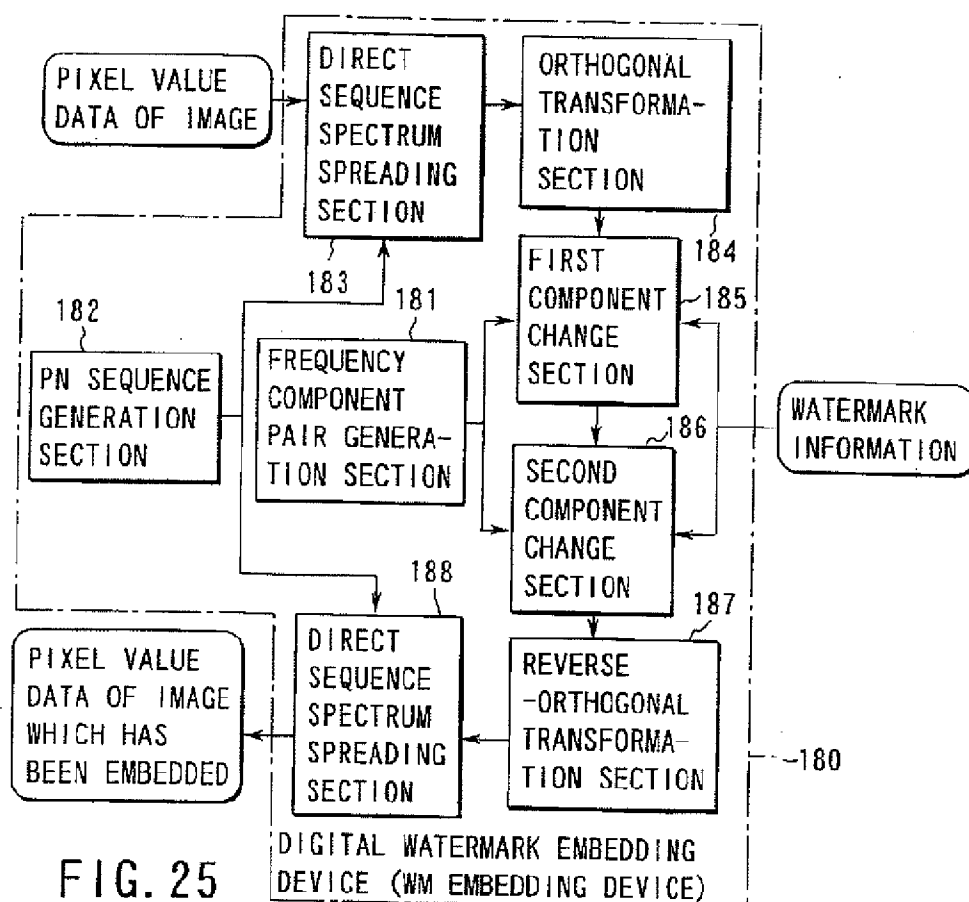 PIXEL VALUE
DATA OF IMAGE
DIRECT
SEQUENCE
SPECTRUM
SPREADING
SECTION
183
ORTHOGONAL
TRANSFORMA-
TION
SECTION
184
FIRST
COMPONENT
CHANGE
SECTION
185
182
PN SEQUENCE
GENERATION
SECTION
181
FREQUENCY
COMPONENT
PAIR GENERA-
TION SECTION
WATERMARK
INFORMATION
186
SECOND
COMPONENT
CHANGE
SECTION
188
DIRECT
SEQUENCE
SPECTRUM
SPREADING
SECTION
187
REVERSE
-ORTHOGONAL
TRANSFORMA-
TION SECTION
PIXEL VALUE
DATA OF IMAGE
WHICH HAS
BEEN EMBEDDED
180
DIGITAL WATERMARK EMBEDDING
DEVICE (WM EMBEDDING DEVICE)
FIG. 25